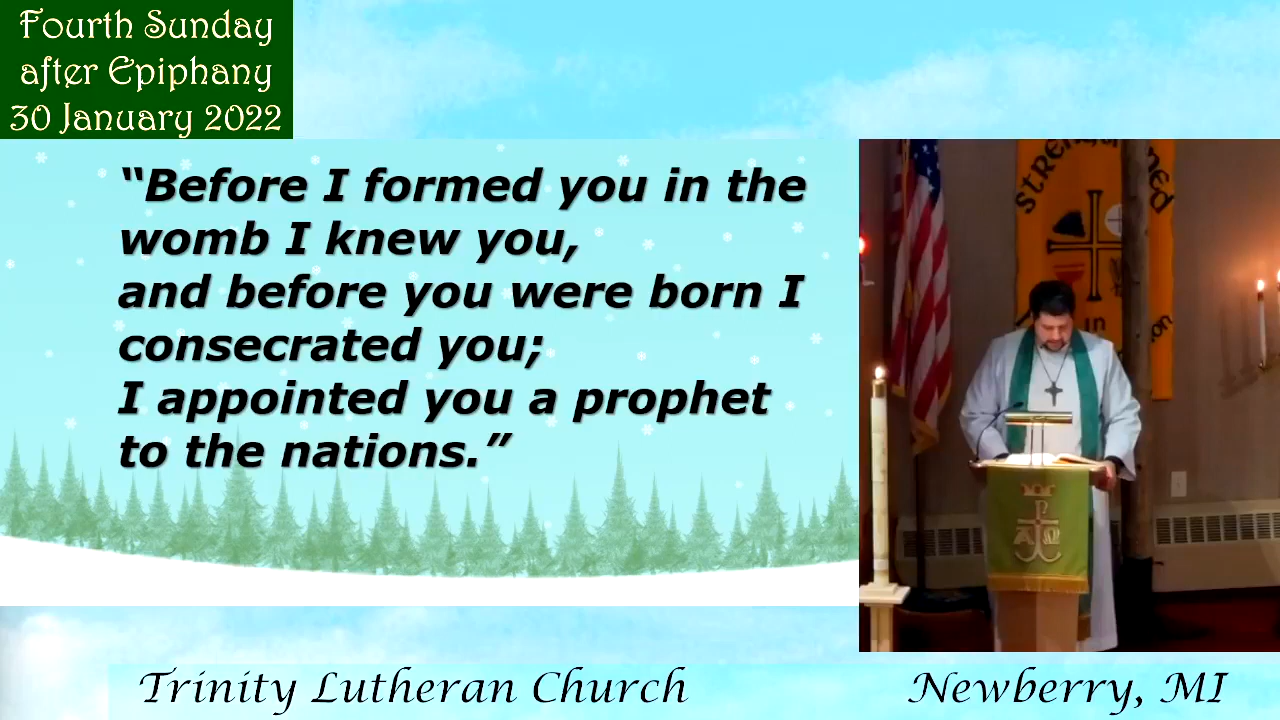 Fourth Sunday
after Epiphany
30 January 2022
“Before I formed you in the
womb I knew you,
and before you were born I
consecrated you;
I appointed you a prophet
to the nations.”
in
Trinity Lutheran Church
Newberry, MI